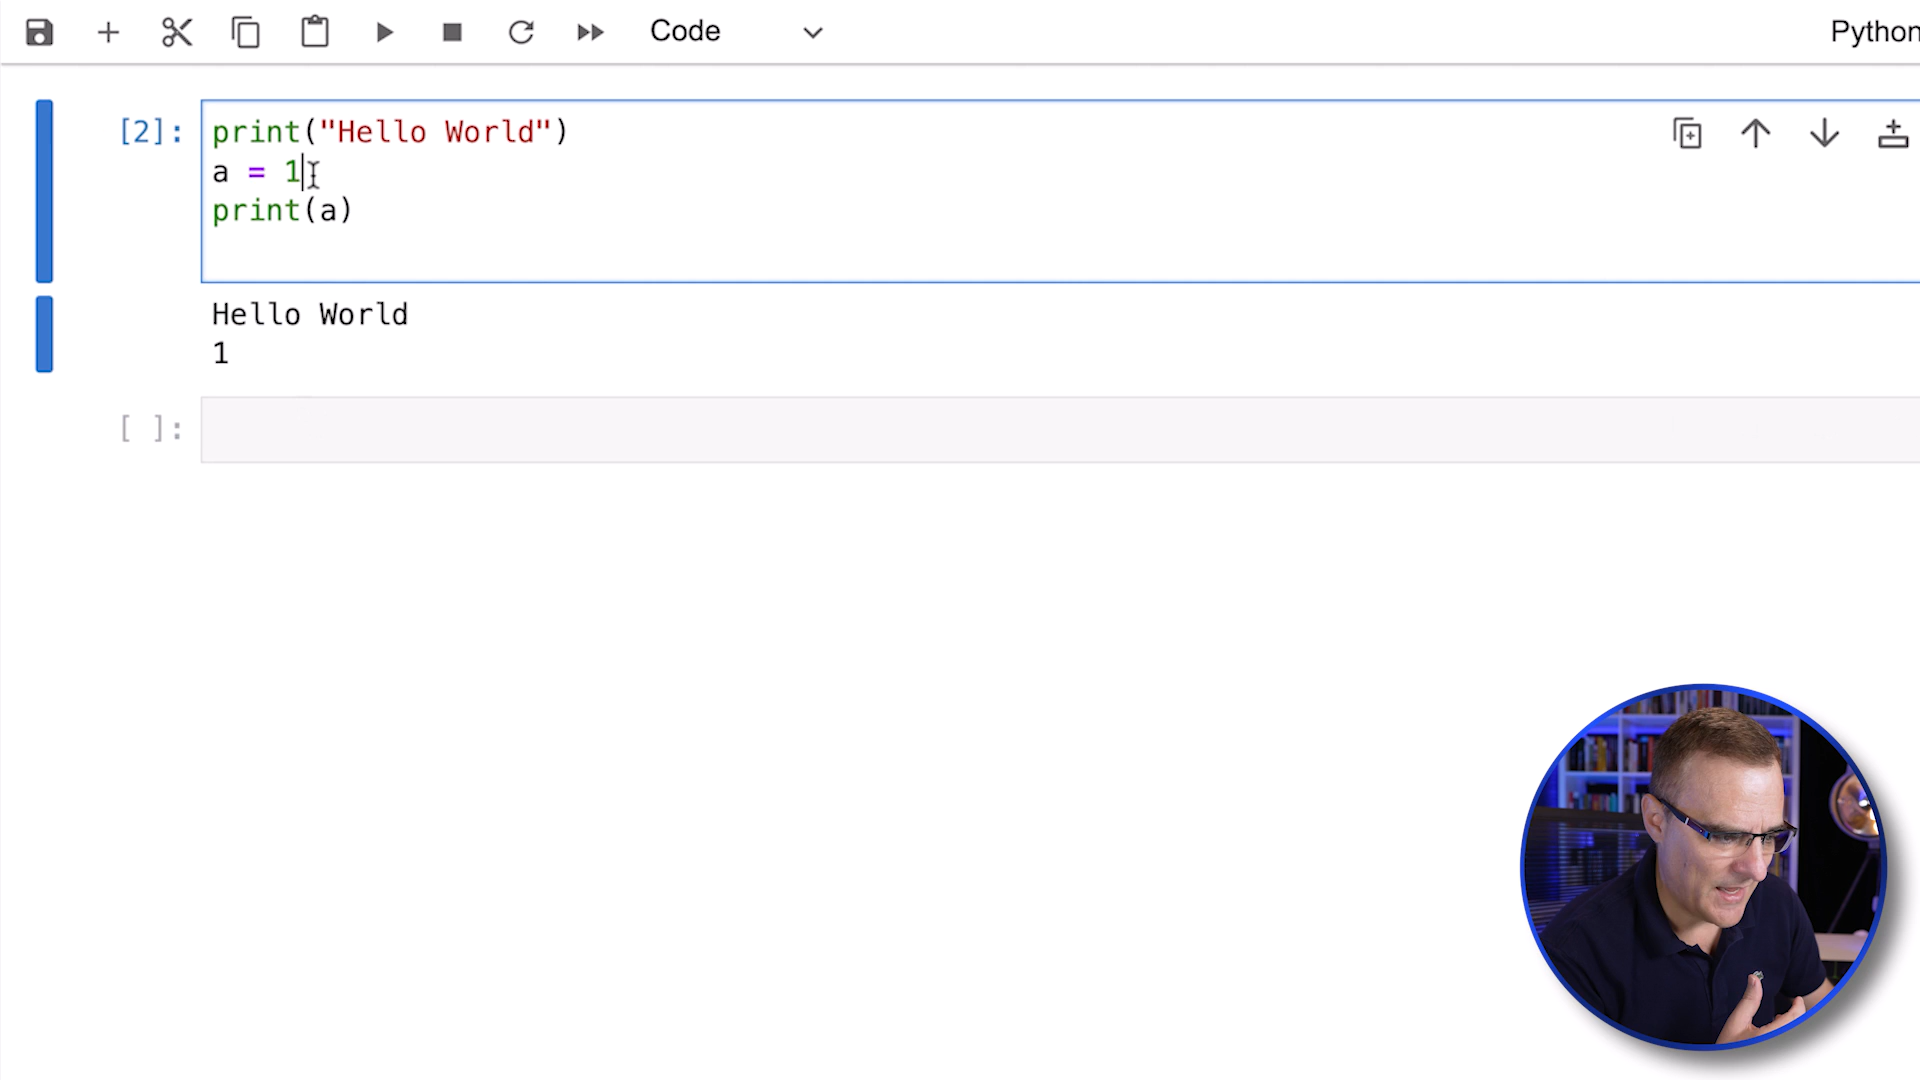 Code
Python
[2]:
print("Hello World")
a = 1
print(a)
Hello World
1
[ ]: